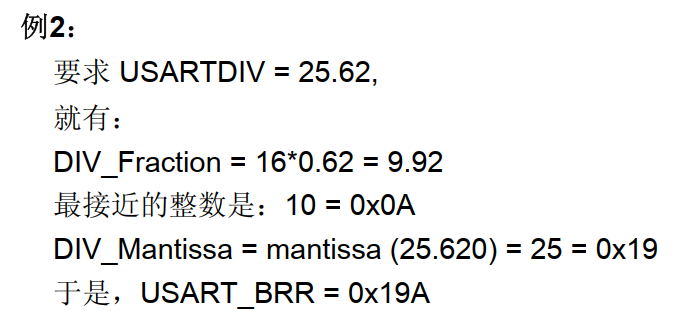 例2：
要求 USARTDIV = 25.62,
就有：
DIV_Fraction = 16*0.62 = 9.92
最接近的整数是：10 = 0x0A
DIV_Mantissa = mantissa (25.620) = 25 = 0x19
于是，USART_BRR = 0x19A